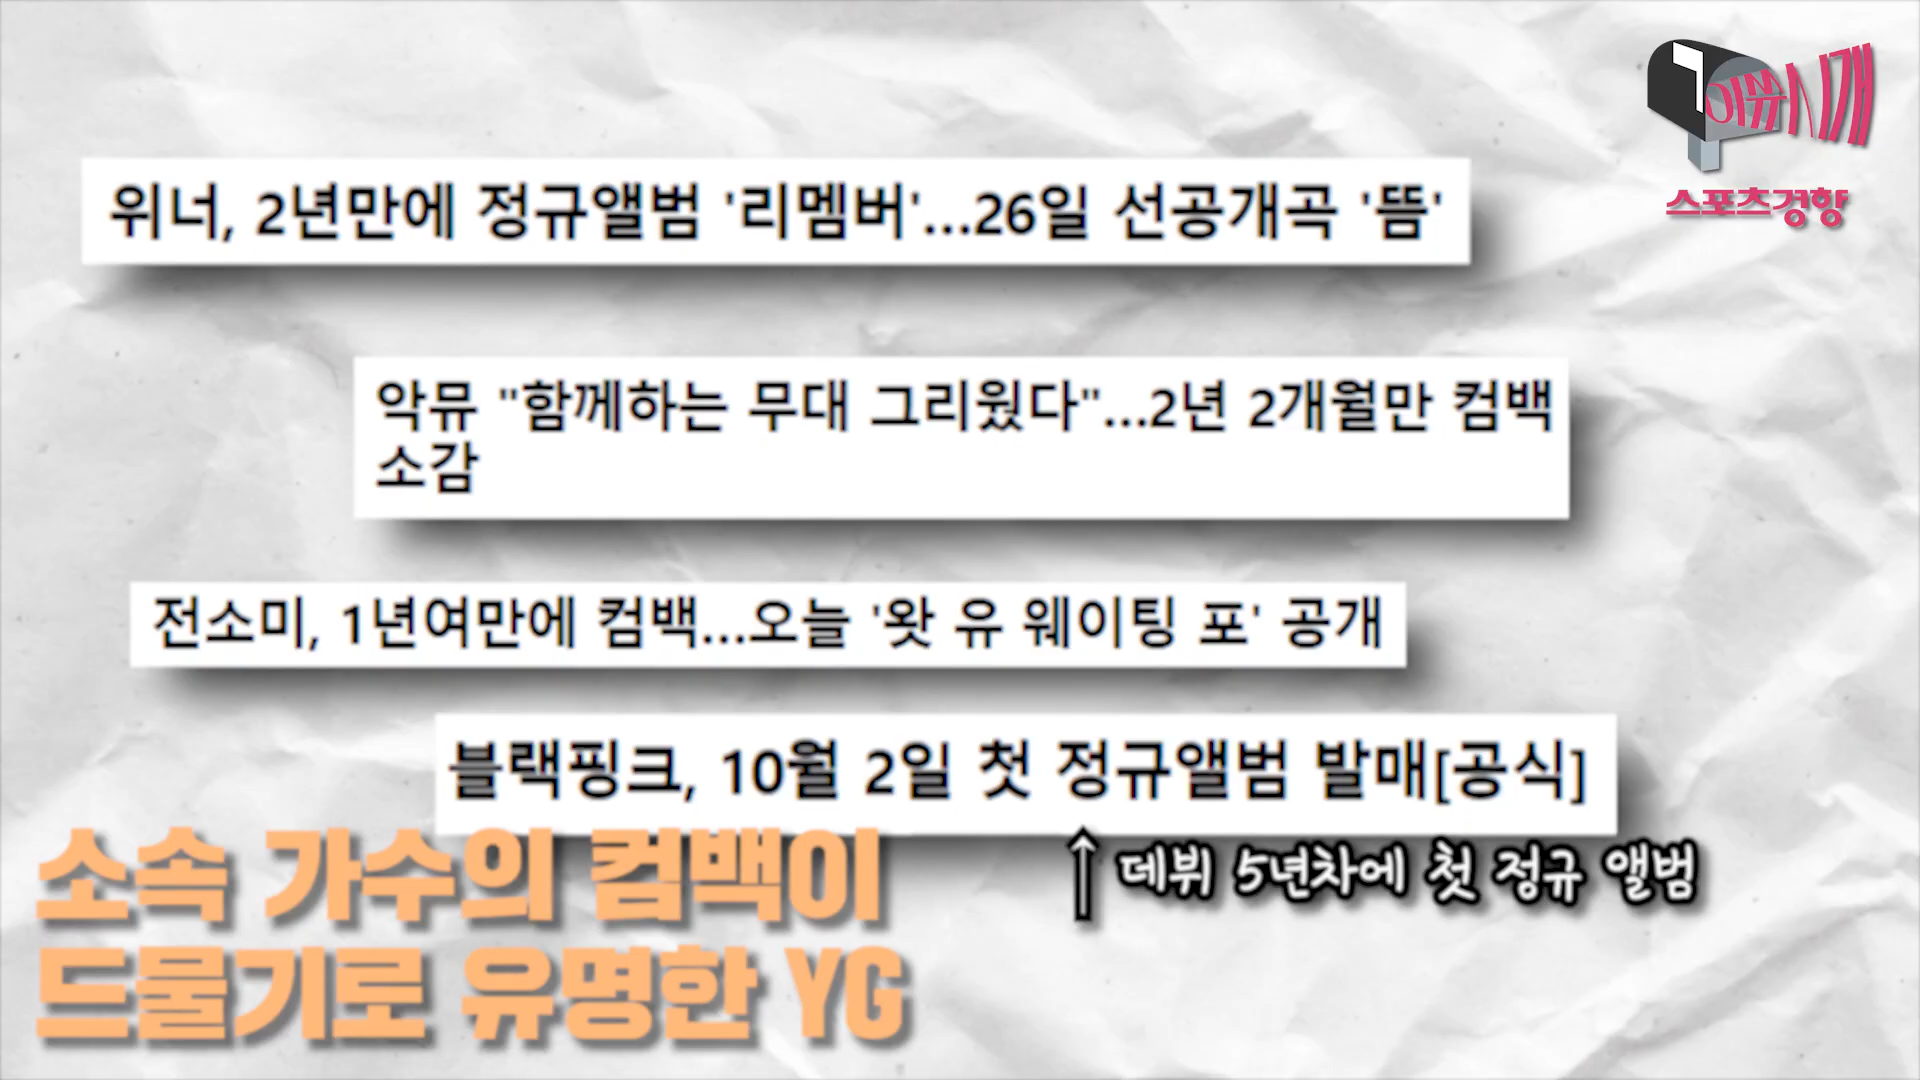 이슈시개
스포츠경향
위너, 2년만에 정규앨범 '리멤버'...26일 선공개곡 '뜸'
악뮤 "함께하는 무대 그리웠다"...2년 2개월만 컴백
소감
전소미, 1년여만에 컴백...오늘 '왓 유 웨이팅 포' 공개
블랙핑크, 10월 2일 첫 정규앨범 발매[공식]
↑ 데뷔 5년차에 첫 정규 앨범
소속 가수의 컴백이
드물기로 유명한 YG